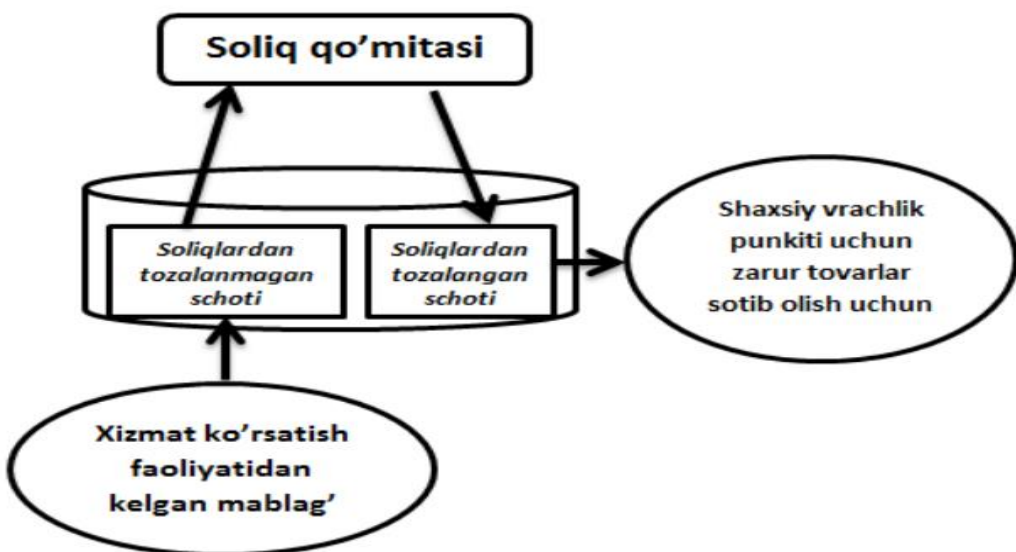 Soliq qo’mitasi
Soliqlardan
tozalanmagan
schoti
Soliqlardan
tozalangan
schoti
Shaxsiy vrachlik
punkiti uchun
zarur tovarlar
sotib olish uchun
Xizmat ko’rsatish
faoliyatidan
kelgan mablag’